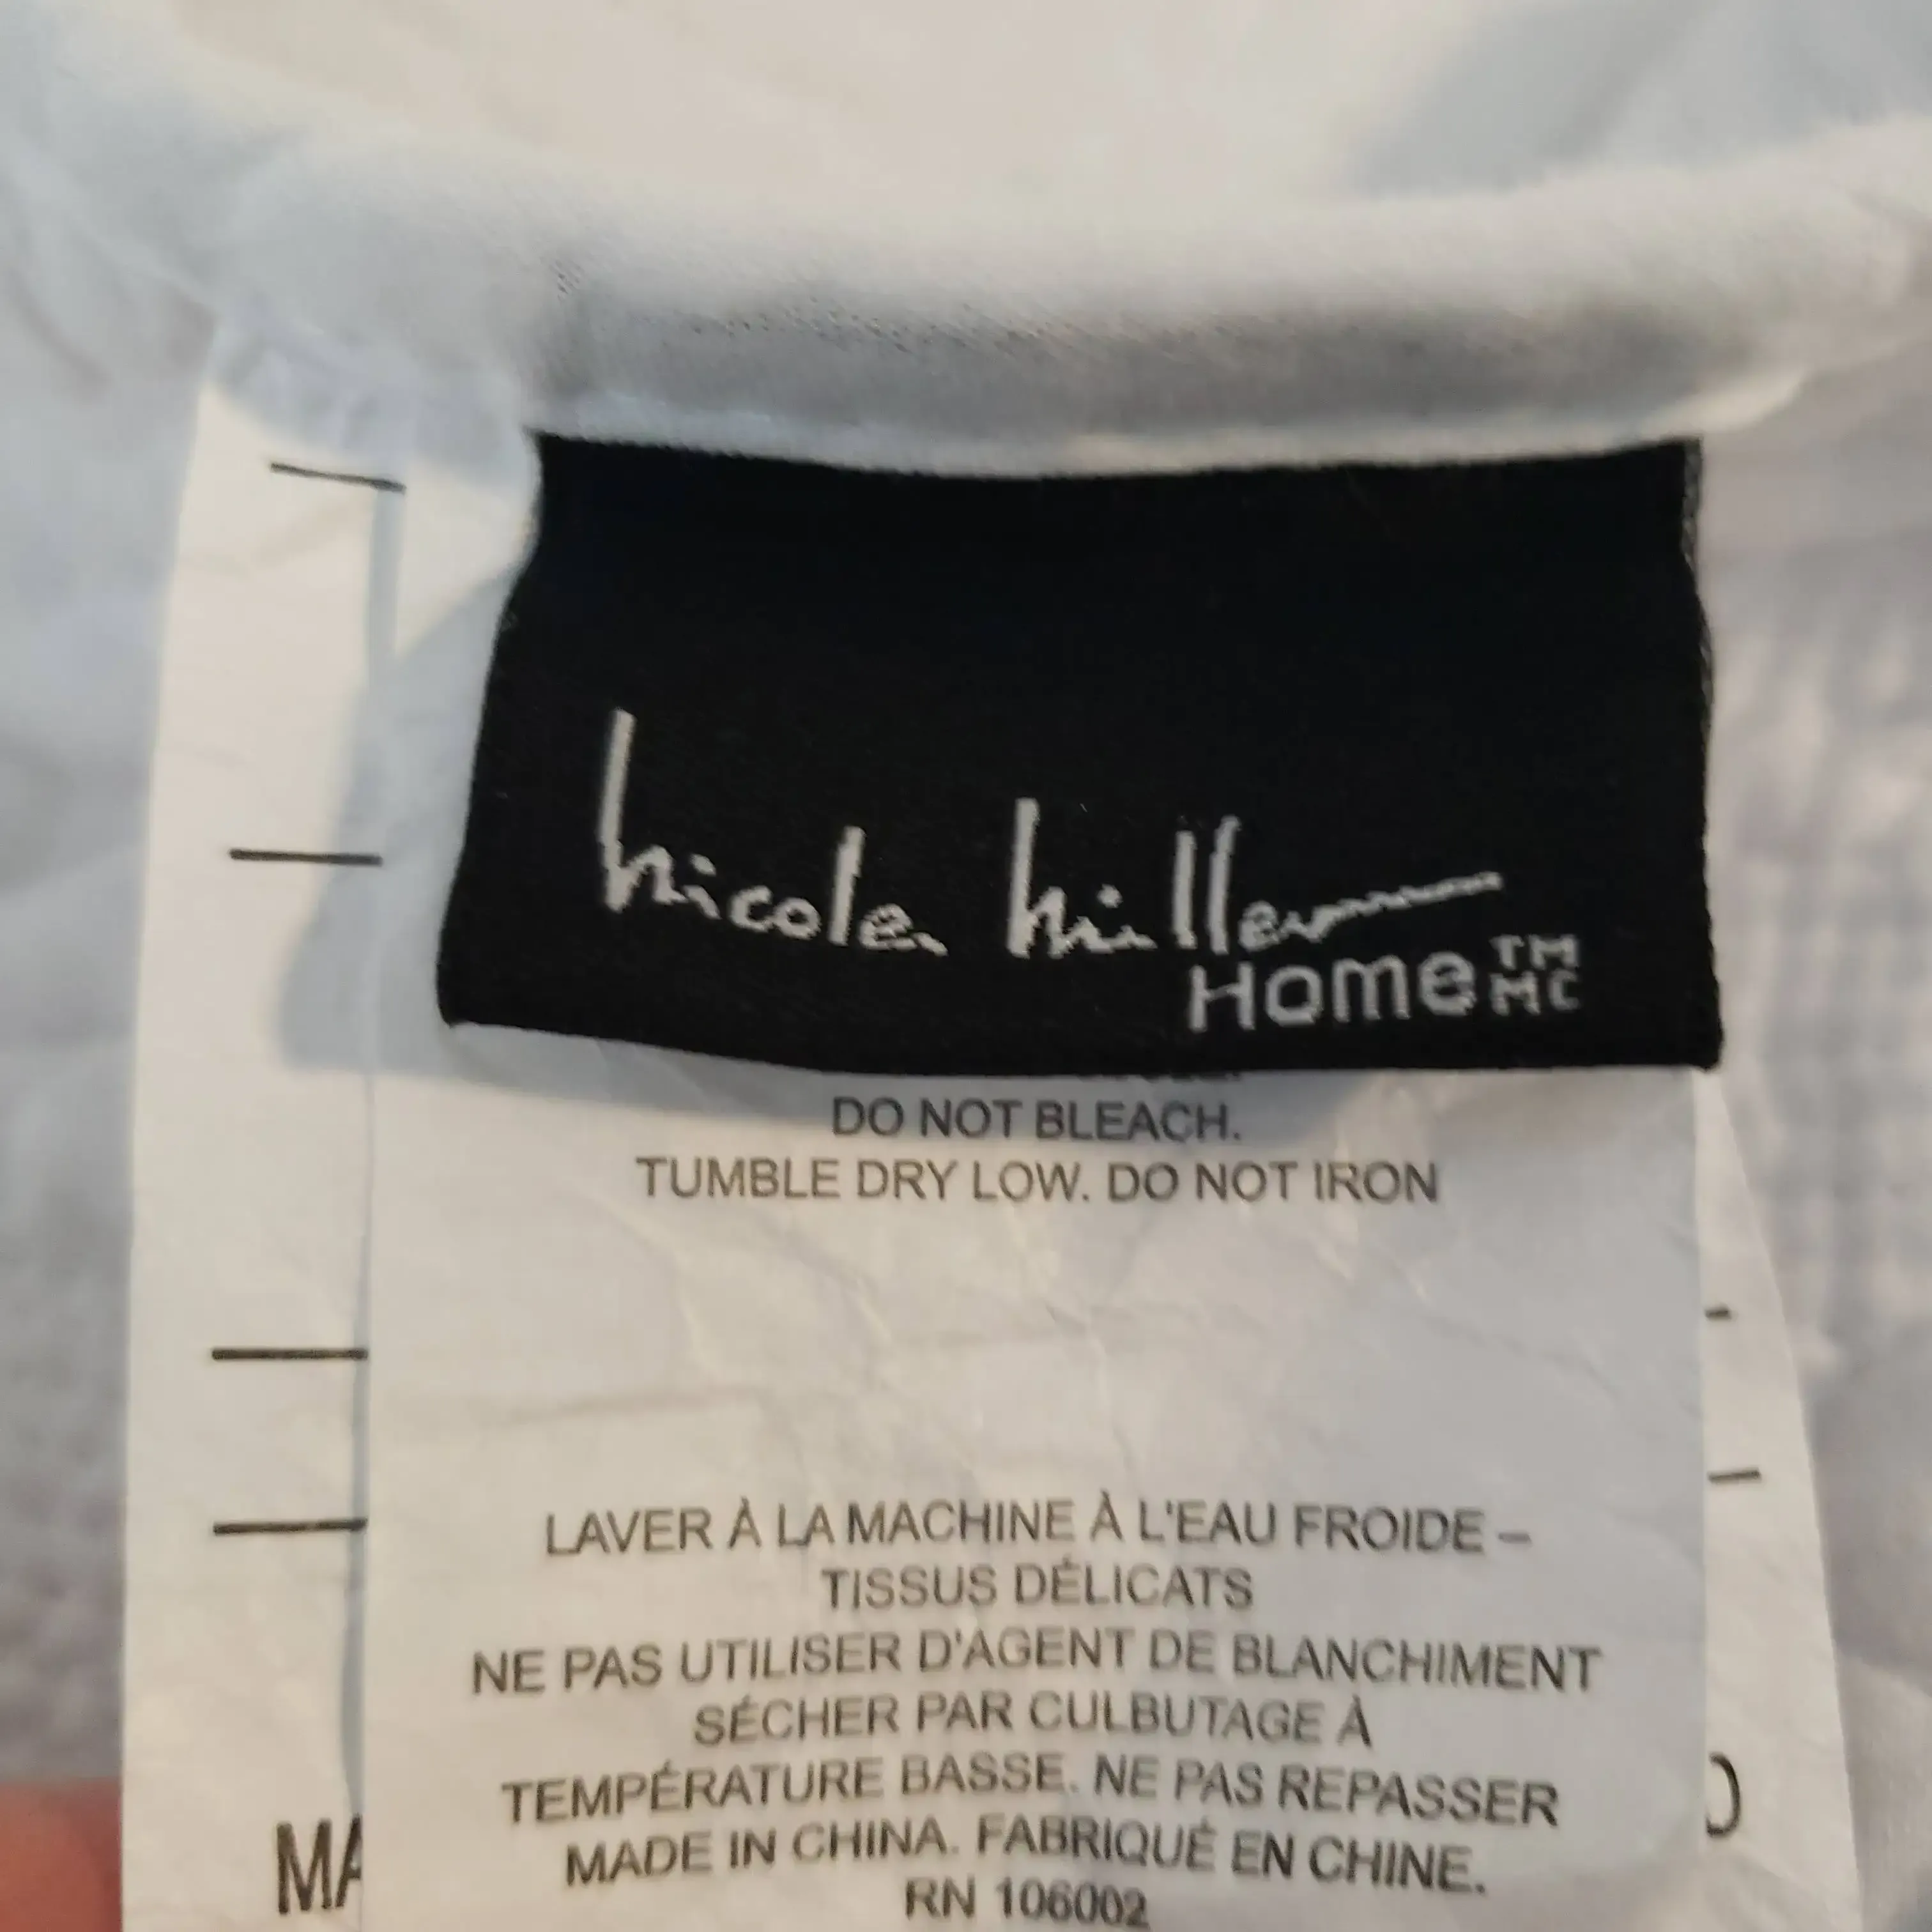 nicole miller
Home TM
MC
DO NOT BLEACH.
TUMBLE DRY LOW. DO NOT IRON
LAVER À LA MACHINE À L'EAU FROIDE –
TISSUS DÉLICATS
NE PAS UTILISER D'AGENT DE BLANCHIMENT
SÉCHER PAR CULBUTAGE À
TEMPÉRATURE BASSE. NE PAS REPASSER
MADE IN CHINA. FABRIQUÉ EN CHINE.
RN 106002
MA